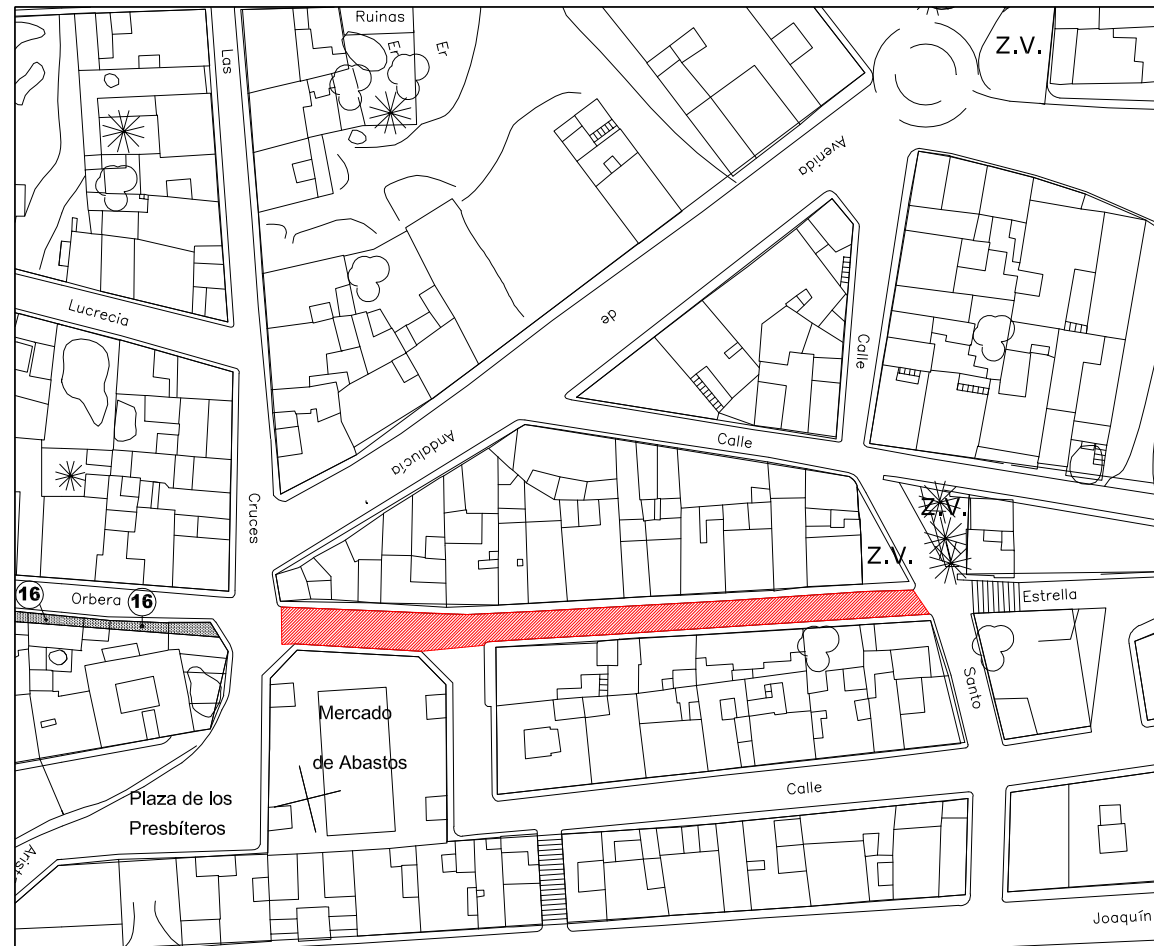 Ruinas
Las
Er
Er
Z.V.
Avenida
Lucrecia
de
Calle
Andalucía
Calle
Cruces
Z.V.
Z.V.
16
Orbera
16
Estrella
Santo
Mercado
de Abastos
Calle
Plaza de los
Presbíteros
Joaquín